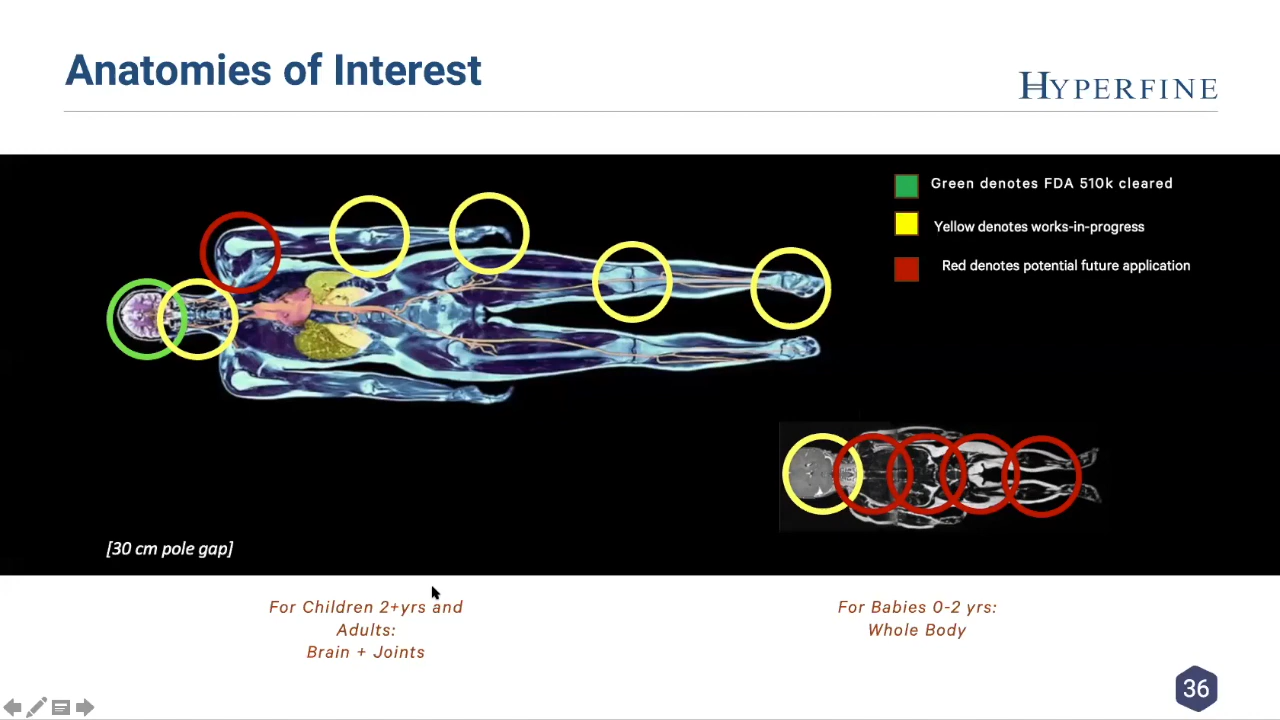 Anatomies of Interest
HYPERFINE
Green denotes FDA 510k cleared
Yellow denotes works-in-progress
Red denotes potential future application
[30 cm pole gap]
For Children 2+yrs and
Adults:
Brain + Joints
For Babies 0-2 yrs:
Whole Body
36